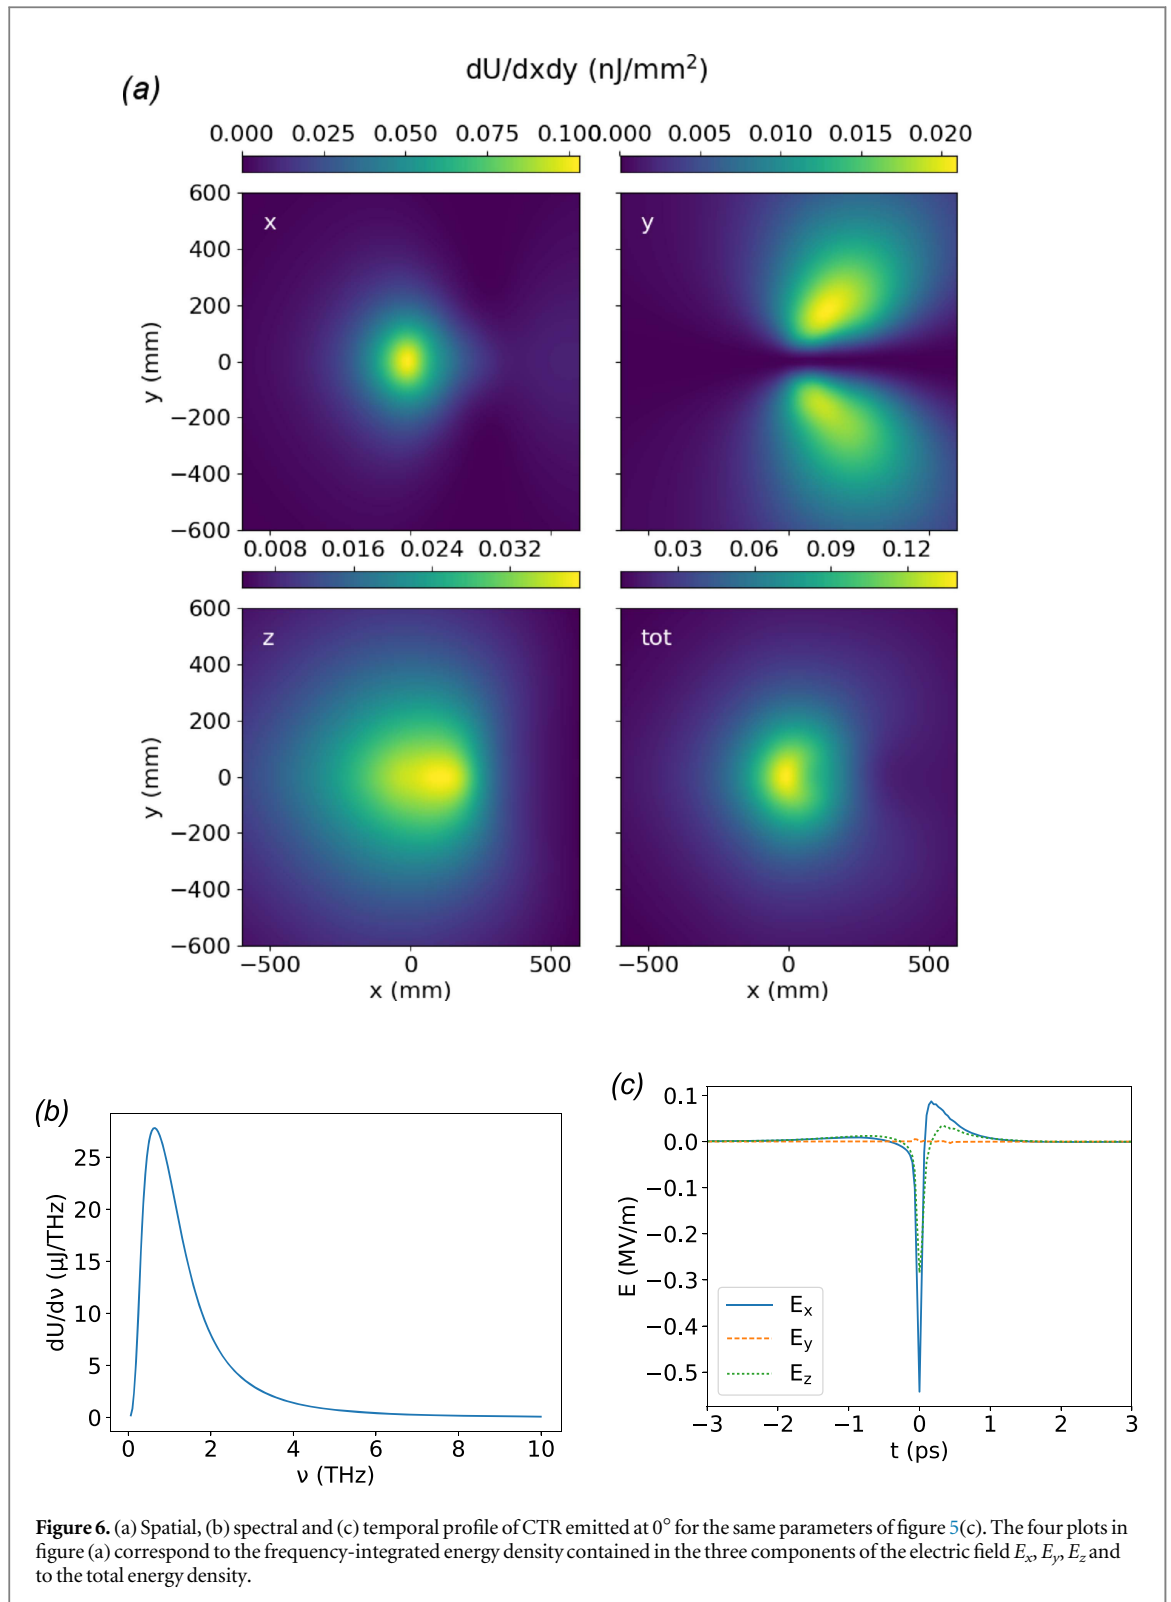 (a)
dU/dxdy (nJ/mm²)
0.000 0.025 0.050 0.075 0.100
0.000 0.005 0.010 0.015 0.020
x
y
600
400
200
0
−200
−400
−600
y (mm)
0.008 0.016 0.024 0.032
0.03 0.06 0.09 0.12
z
tot
600
400
200
0
−200
−400
−600
y (mm)
−500 0 500
x (mm)
−500 0 500
x (mm)
(b)
25
20
15
10
5
0
dU/dν (μJ/THz)
0 2 4 6 8 10
ν (THz)
(c)
0.1
0.0
−0.1
−0.2
−0.3
−0.4
−0.5
E (MV/m)
Eₓ
E_y
E_z
−3 −2 −1 0 1 2 3
t (ps)
Figure 6. (a) Spatial, (b) spectral and (c) temporal profile of CTR emitted at 0° for the same parameters of figure 5(c). The four plots in
figure (a) correspond to the frequency-integrated energy density contained in the three components of the electric field Eₓ, E_y, E_z and
to the total energy density.